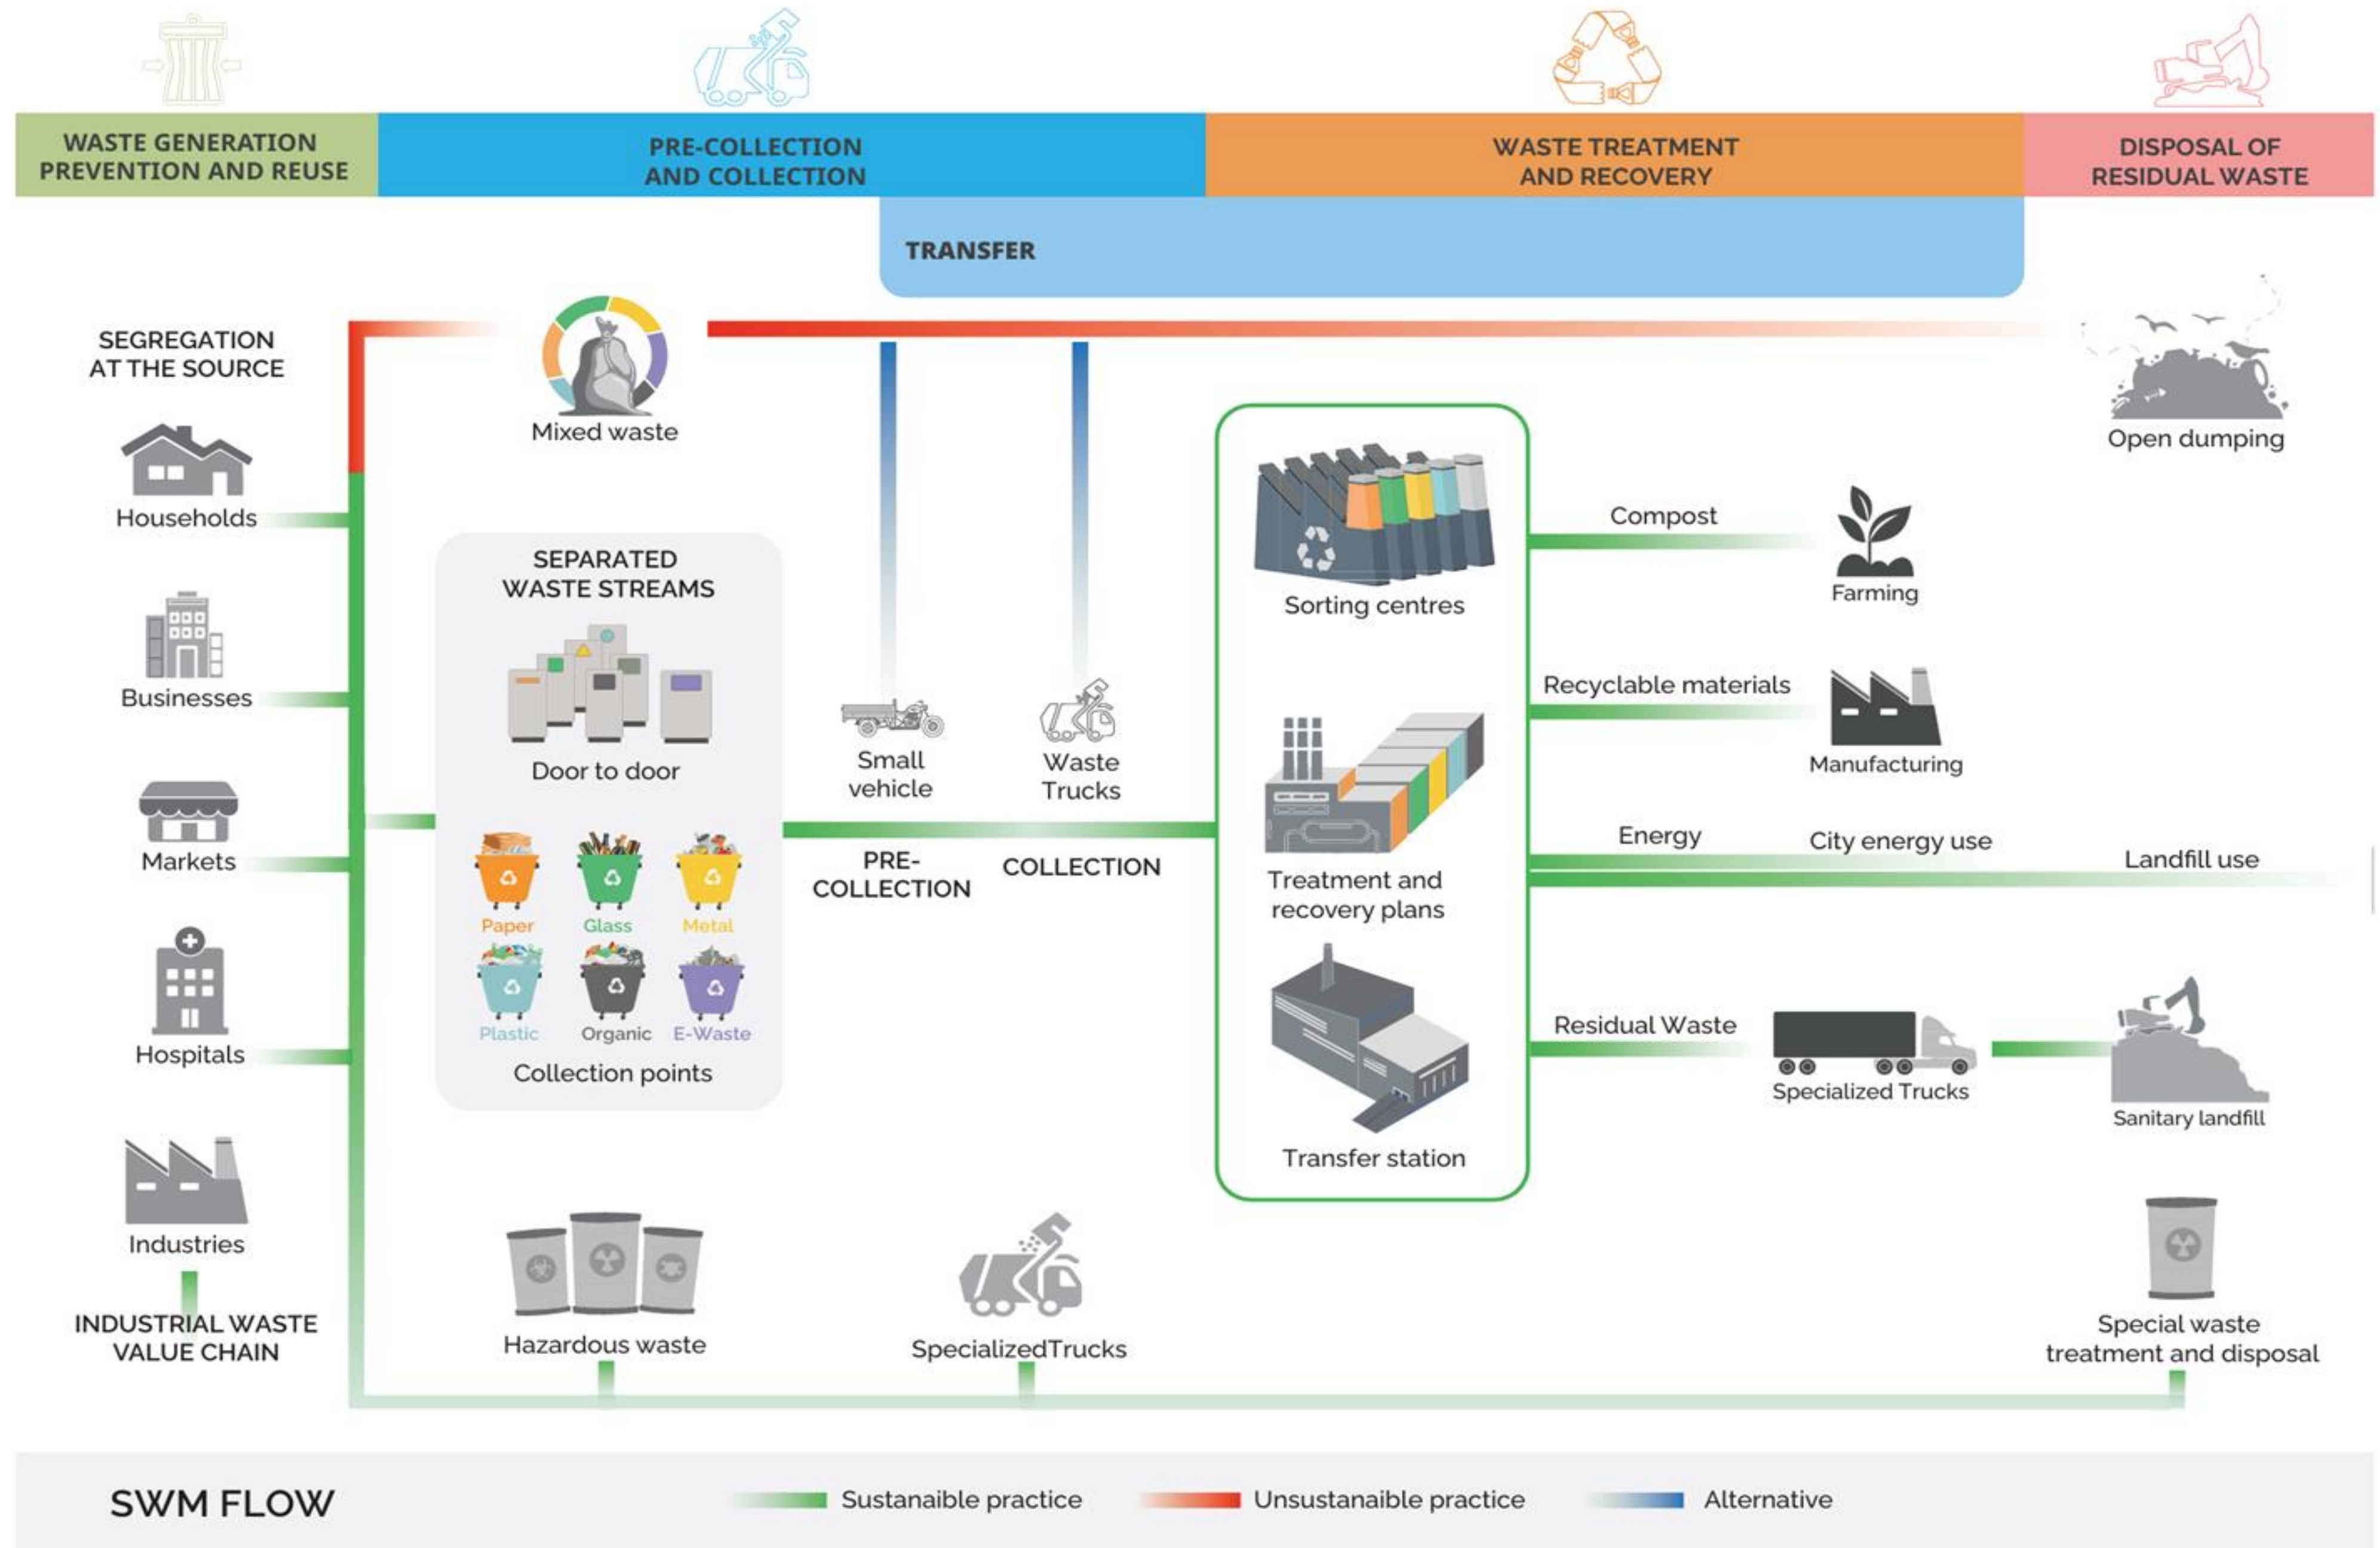 WASTE GENERATION
PREVENTION AND REUSE
PRE-COLLECTION
AND COLLECTION
WASTE TREATMENT
AND RECOVERY
DISPOSAL OF
RESIDUAL WASTE
TRANSFER
SEGREGATION
AT THE SOURCE
Households
Businesses
Markets
Hospitals
Industries
INDUSTRIAL WASTE
VALUE CHAIN
Mixed waste
SEPARATED
WASTE STREAMS
Door to door
Paper
Glass
Metal
Plastic
Organic
E-Waste
Collection points
Hazardous waste
Small
vehicle
Waste
Trucks
PRE-
COLLECTION
COLLECTION
SpecializedTrucks
Sorting centres
Treatment and
recovery plans
Transfer station
Compost
Farming
Recyclable materials
Manufacturing
Energy
City energy use
Landfill use
Residual Waste
Specialized Trucks
Open dumping
Sanitary landfill
Special waste
treatment and disposal
SWM FLOW
Sustanaible practice
Unsustanaible practice
Alternative